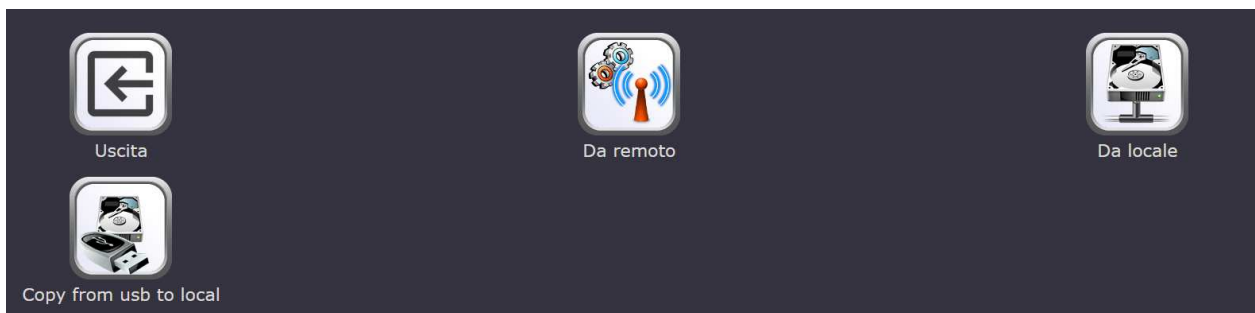 Uscita
Da remoto
Da locale
Copy from usb to local